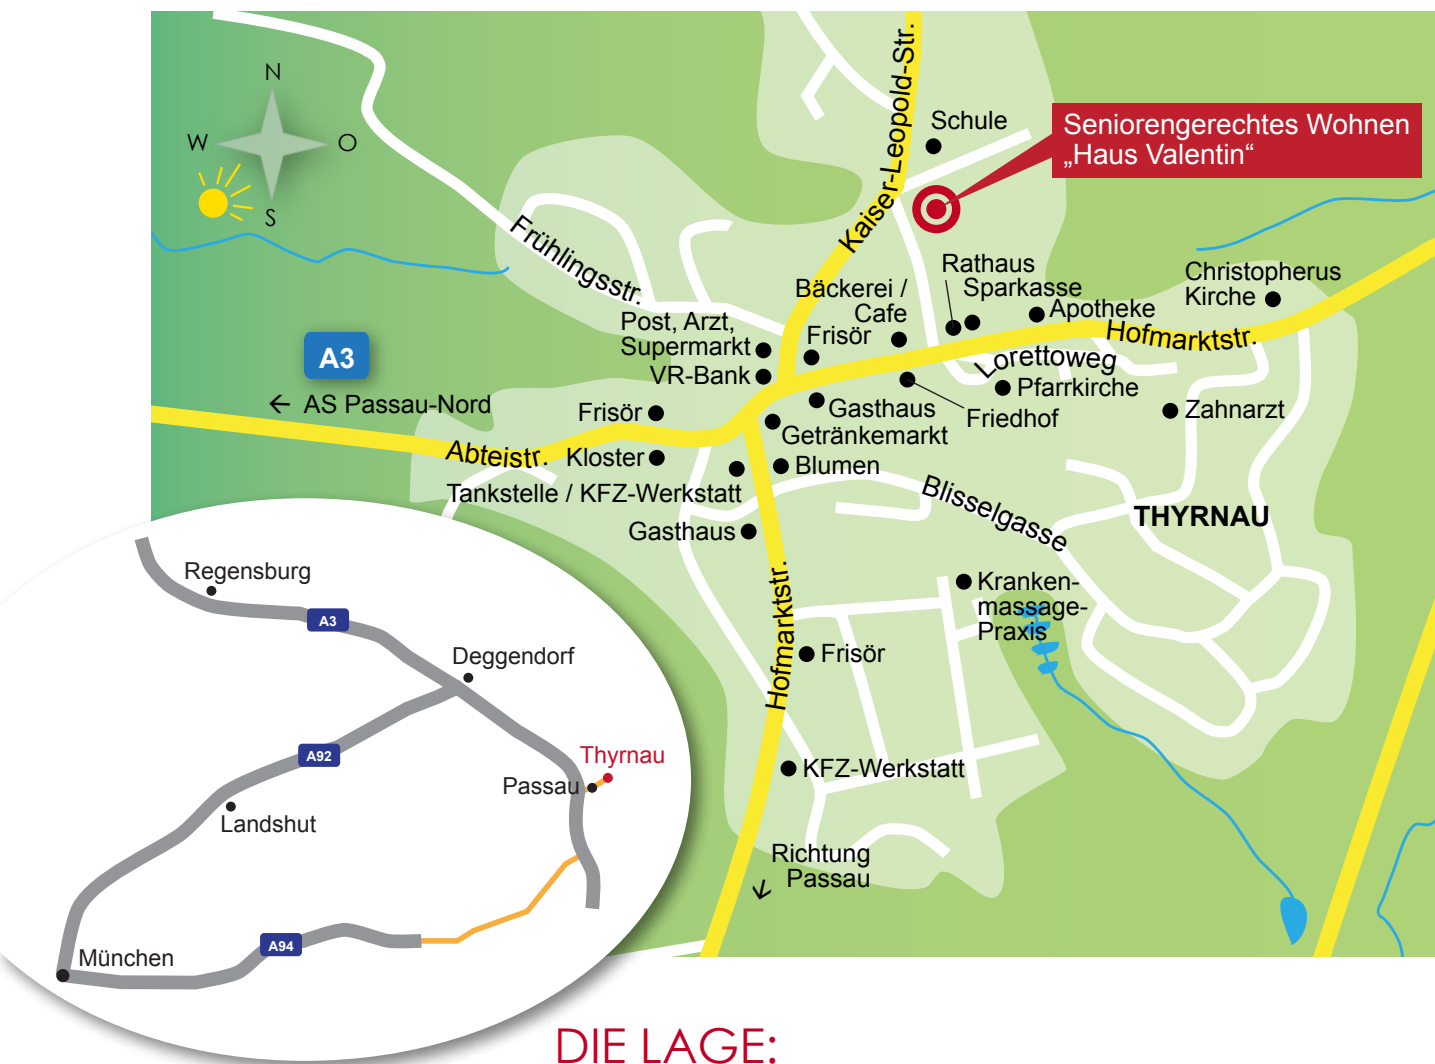 N
W
O
S
Kaiser-Leopold-Str.
Schule
Seniorengerechtes Wohnen
„Haus Valentin“
Frühlingsstr.
Rathaus
Sparkasse
Bäckerei /
Cafe
Christopherus
Kirche
Apotheke
Hofmarktstr.
Post, Arzt,
Supermarkt
Frisör
VR-Bank
Lorettoweg
Pfarrkirche
A3
← AS Passau-Nord
Frisör
Gasthaus
Friedhof
Zahnarzt
Getränkemarkt
Abteistr.
Kloster
Blumen
Tankstelle / KFZ-Werkstatt
Blisselgasse
THYRNAU
Gasthaus
Hofmarktstr.
Kranken-
massage-
Praxis
Frisör
KFZ-Werkstatt
Richtung
Passau
Regensburg
A3
Deggendorf
A92
Thyrnau
Passau
Landshut
A94
München
DIE LAGE: